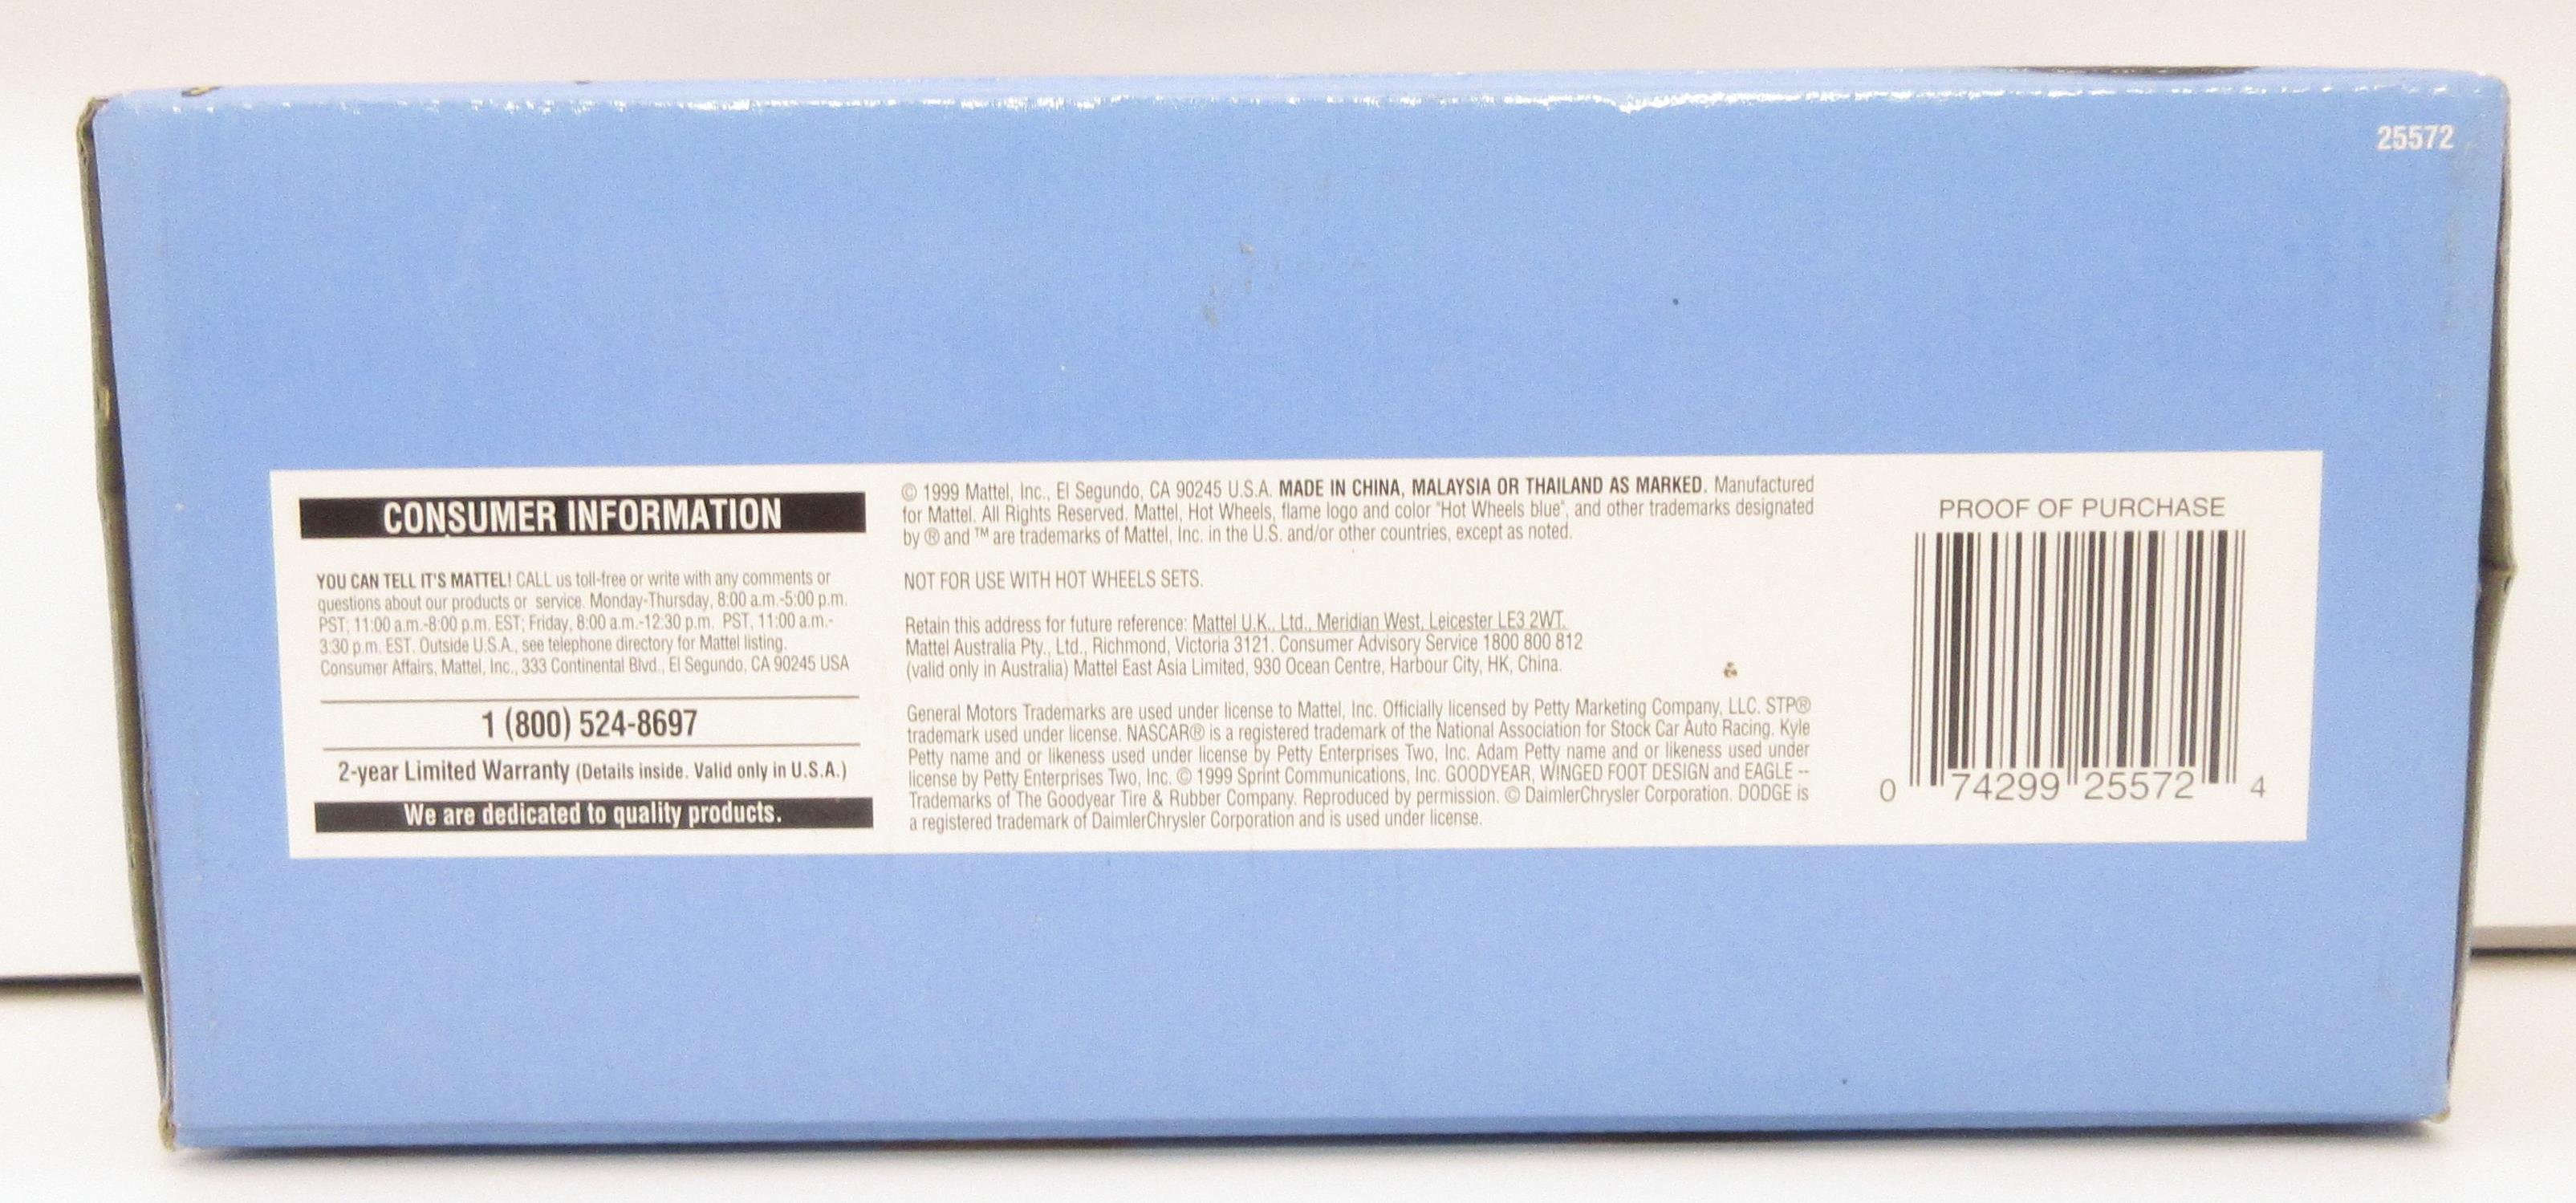 25572
CONSUMER INFORMATION
YOU CAN TELL IT'S MATTEL! CALL us toll-free or write with any comments or
questions about our products or service. Monday-Thursday, 8:00 a.m.-5:00 p.m.
PST; 11:00 a.m.-8:00 p.m. EST; Friday, 8:00 a.m.-12:30 p.m. PST, 11:00 a.m.-
3:30 p.m. EST. Outside U.S.A., see telephone directory for Mattel listing.
Consumer Affairs, Mattel, Inc., 333 Continental Blvd., El Segundo, CA 90245 USA
1 (800) 524-8697
2-year Limited Warranty (Details inside. Valid only in U.S.A.)
We are dedicated to quality products.
© 1999 Mattel, Inc., El Segundo, CA 90245 U.S.A. MADE IN CHINA, MALAYSIA OR THAILAND AS MARKED. Manufactured
for Mattel. All Rights Reserved. Mattel, Hot Wheels, flame logo and color "Hot Wheels blue", and other trademarks designated
by ® and ™ are trademarks of Mattel, Inc. in the U.S. and/or other countries, except as noted.
NOT FOR USE WITH HOT WHEELS SETS.
Retain this address for future reference: Mattel U.K., Ltd., Meridian West, Leicester LE3 2WT.
Mattel Australia Pty., Ltd., Richmond, Victoria 3121. Consumer Advisory Service 1800 800 812
(valid only in Australia) Mattel East Asia Limited, 930 Ocean Centre, Harbour City, HK, China.
General Motors Trademarks are used under license to Mattel, Inc. Officially licensed by Petty Marketing Company, LLC. STP®
trademark used under license. NASCAR® is a registered trademark of the National Association for Stock Car Auto Racing. Kyle
Petty name and or likeness used under license by Petty Enterprises Two, Inc. Adam Petty name and or likeness used under
license by Petty Enterprises Two, Inc. © 1999 Sprint Communications, Inc. GOODYEAR, WINGED FOOT DESIGN and EAGLE --
Trademarks of The Goodyear Tire & Rubber Company. Reproduced by permission. © DaimlerChrysler Corporation. DODGE is
a registered trademark of DaimlerChrysler Corporation and is used under license.
PROOF OF PURCHASE
0 74299 25572 4